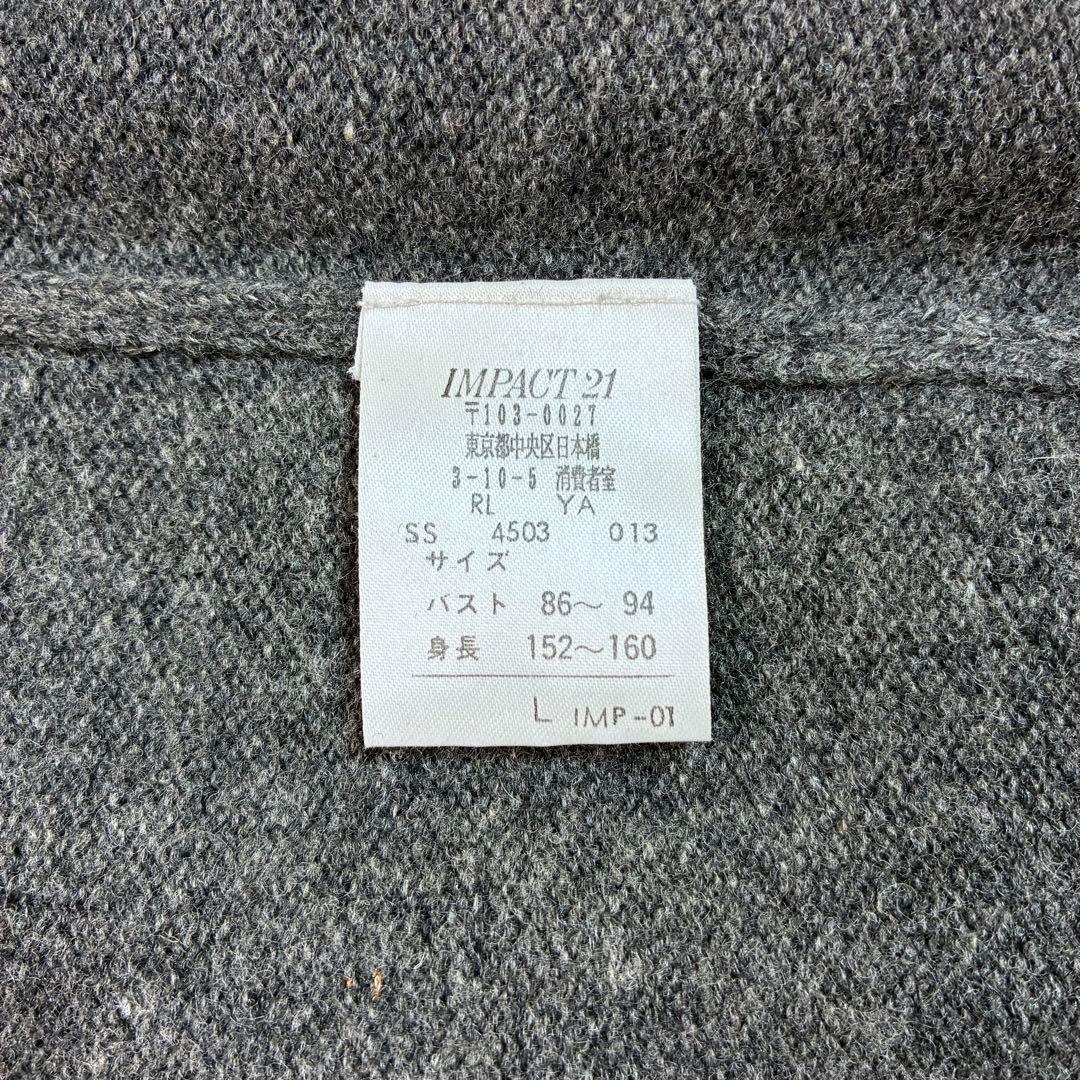 IMPACT 21
〒103-0027
東京都中央区日本橋
3-10-5 消費者室
RL YA
SS 4503 013
サイズ
バスト 86〜 94
身長 152〜160
L IMP-01